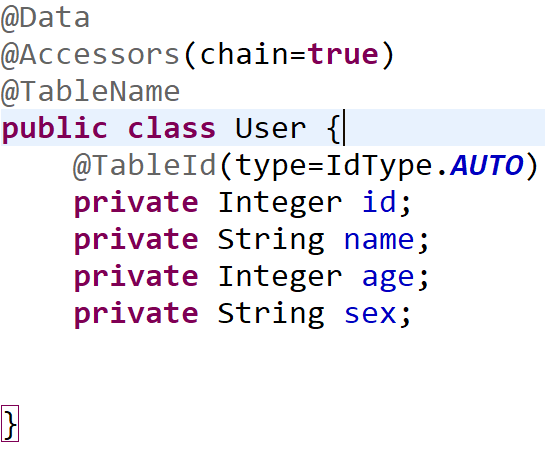 @Data
@Accessors(chain=true)
@TableName
public class User {
    @TableId(type=IdType.AUTO)
    private Integer id;
    private String name;
    private Integer age;
    private String sex;
}